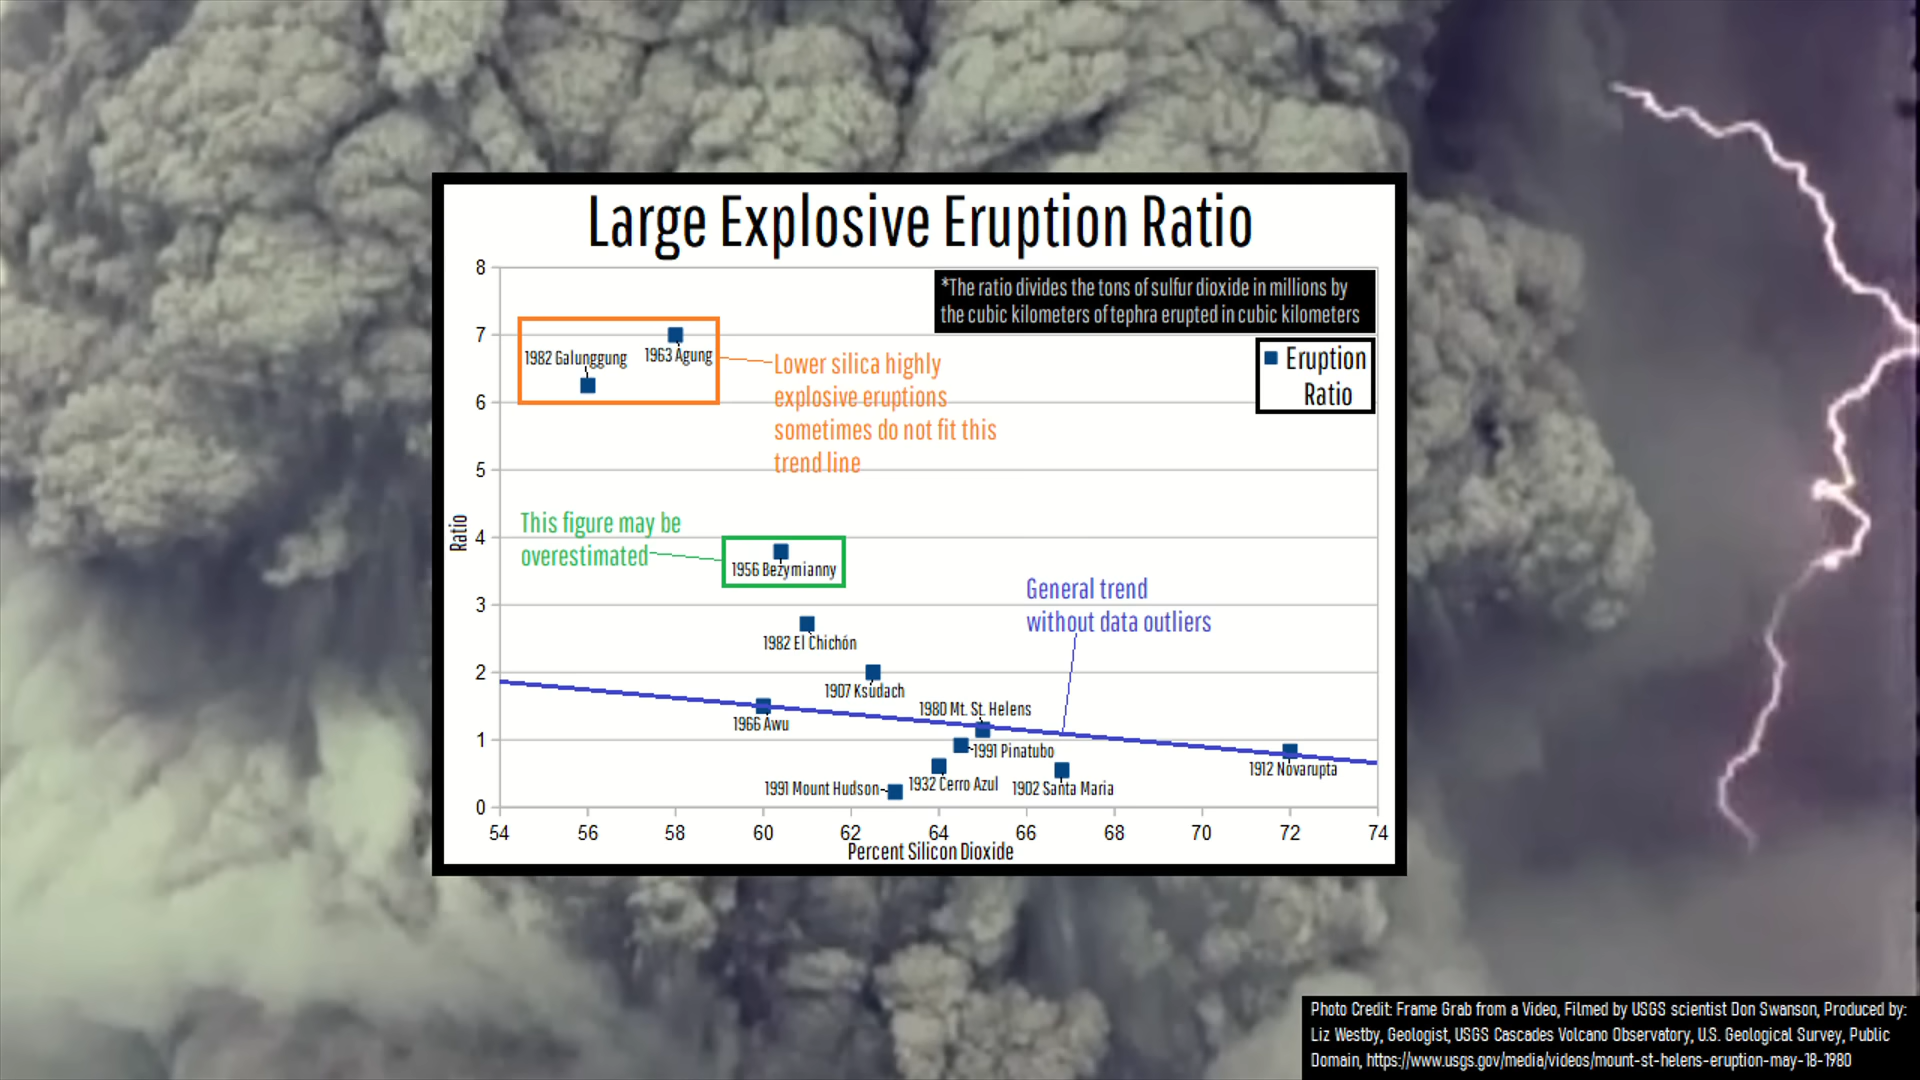 Large Explosive Eruption Ratio
*The ratio divides the tons of sulfur dioxide in millions by
the cubic kilometers of tephra erupted in cubic kilometers
Eruption
Ratio
8
7
6
5
4
3
2
1
0
Ratio
1982 Galunggung
1963 Agung
Lower silica highly
explosive eruptions
sometimes do not fit this
trend line
This figure may be
overestimated
1956 Bezymianny
General trend
without data outliers
1982 El Chichón
1907 Ksudach
1980 Mt. St. Helens
1966 Awu
1991 Pinatubo
1912 Novarupta
1932 Cerro Azul
1902 Santa Maria
1991 Mount Hudson
54 56 58 60 62 64 66 68 70 72 74
Percent Silicon Dioxide
Photo Credit: Frame Grab from a Video, Filmed by USGS scientist Don Swanson, Produced by:
Liz Westby, Geologist, USGS Cascades Volcano Observatory, U.S. Geological Survey, Public
Domain, https://www.usgs.gov/media/videos/mount-st-helens-eruption-may-18-1980